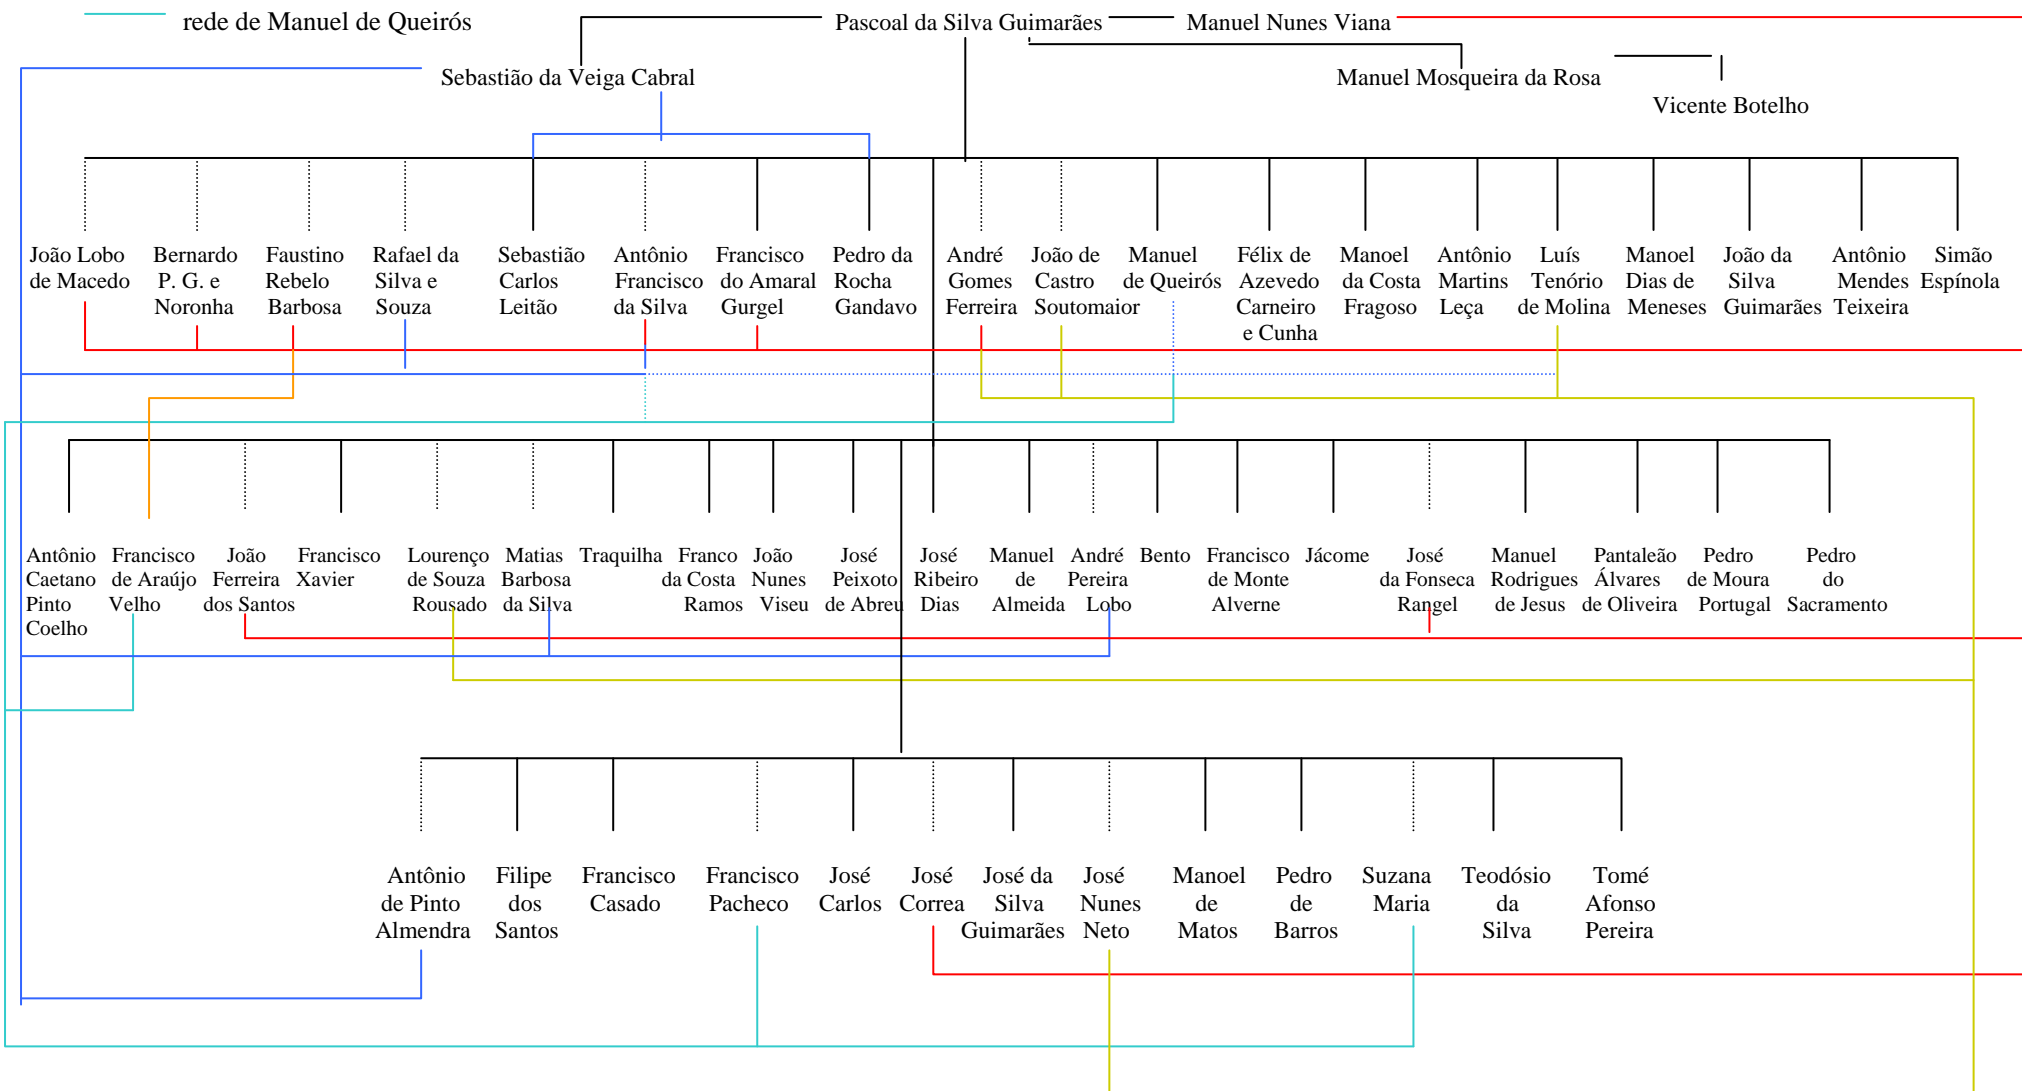 rede de Manuel de Queirós
Pascoal da Silva Guimarães
Manuel Nunes Viana
Sebastião da Veiga Cabral
Manuel Mosqueira da Rosa
Vicente Botelho
João Lobo
de Macedo
Bernardo
P. G. e
Noronha
Faustino
Rebelo
Barbosa
Rafael da
Silva e
Souza
Sebastião
Carlos
Leitão
Antônio
Francisco
da Silva
Francisco
do Amaral
Gurgel
Pedro da
Rocha
Gandavo
André
Gomes
Ferreira
João de
Castro
Soutomaior
Manuel
de Queirós
Félix de
Azevedo
Carneiro
e Cunha
Manoel
da Costa
Fragoso
Antônio
Martins
Leça
Luís
Tenório
de Molina
Manoel
Dias de
Meneses
João da
Silva
Guimarães
Antônio
Mendes
Teixeira
Simão
Espínola
Antônio
Caetano
Pinto
Coelho
Francisco
de Araújo
Velho
João
Ferreira
dos Santos
Francisco
Xavier
Lourenço
de Souza
Rousado
Matias
Barbosa
da Silva
Traquilha
Franco
da Costa
Ramos
João
Nunes
Viseu
José
Peixoto
de Abreu
José
Ribeiro
Dias
Manuel
de
Almeida
André
Pereira
Lobo
Bento
Francisco
de Monte
Alverne
Jácome
José
da Fonseca
Rangel
Manuel
Rodrigues
de Jesus
Pantaleão
Álvares
de Oliveira
Pedro
de Moura
Portugal
Pedro
do
Sacramento
Antônio
de Pinto
Almendra
Filipe
dos
Santos
Francisco
Casado
Francisco
Pacheco
José
Carlos
José
Correa
José da
Silva
Guimarães
José
Nunes
Neto
Manoel
de
Matos
Pedro
de
Barros
Suzana
Maria
Teodósio
da
Silva
Tomé
Afonso
Pereira